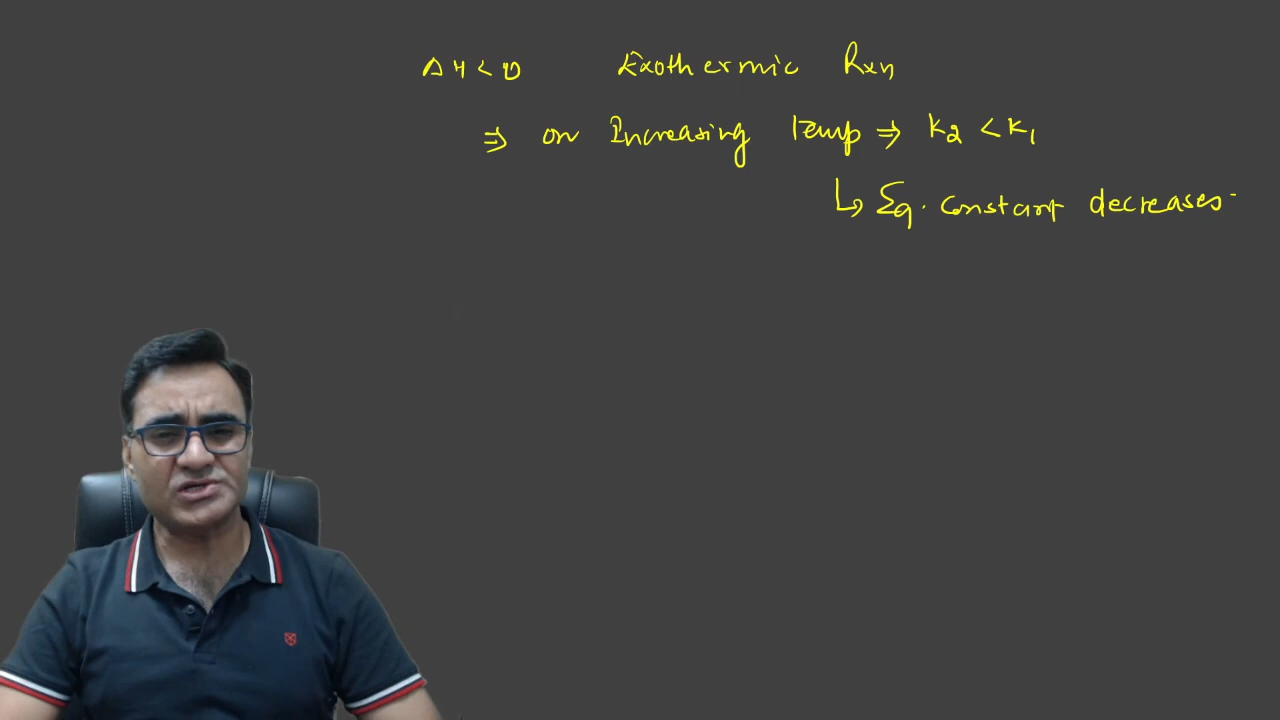 ΔH < 0 Exothermic Rxn
⇒ on Increasing Temp ⇒ K2 < K1
↳ Eq. constant decreases.